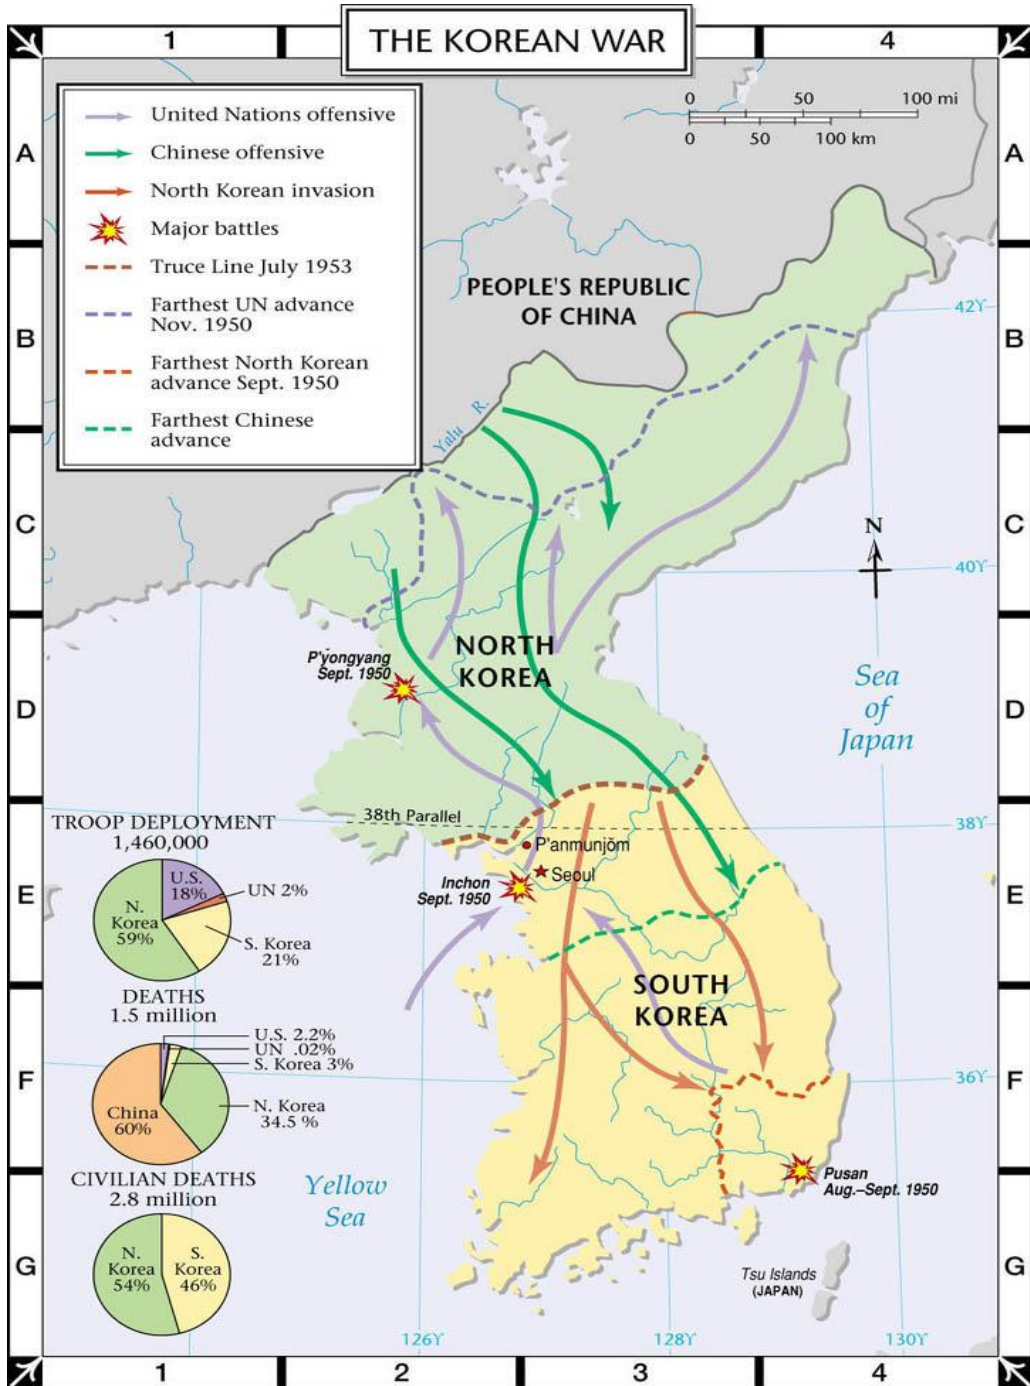 THE KOREAN WAR
1
4
United Nations offensive
Chinese offensive
North Korean invasion
Major battles
Truce Line July 1953
Farthest UN advance
Nov. 1950
Farthest North Korean
advance Sept. 1950
Farthest Chinese
advance
0 50 100 mi
0 50 100 km
A
A
PEOPLE'S REPUBLIC
OF CHINA
42Y
B
B
Yalu R.
C
C
N
40Y
NORTH
KOREA
P'yongyang
Sept. 1950
D
D
Sea
of
Japan
38th Parallel
38Y
TROOP DEPLOYMENT
1,460,000
U.S.
18%
UN 2%
N.
Korea
59%
S. Korea
21%
P'anmunjŏm
Seoul
Inchon
Sept. 1950
E
E
SOUTH
KOREA
DEATHS
1.5 million
U.S. 2.2%
UN .02%
S. Korea 3%
China
60%
N. Korea
34.5 %
F
F
36Y
CIVILIAN DEATHS
2.8 million
N.
Korea
54%
S.
Korea
46%
Yellow
Sea
Pusan
Aug.–Sept. 1950
G
G
Tsu Islands
(JAPAN)
126Y
128Y
130Y
1
2
3
4